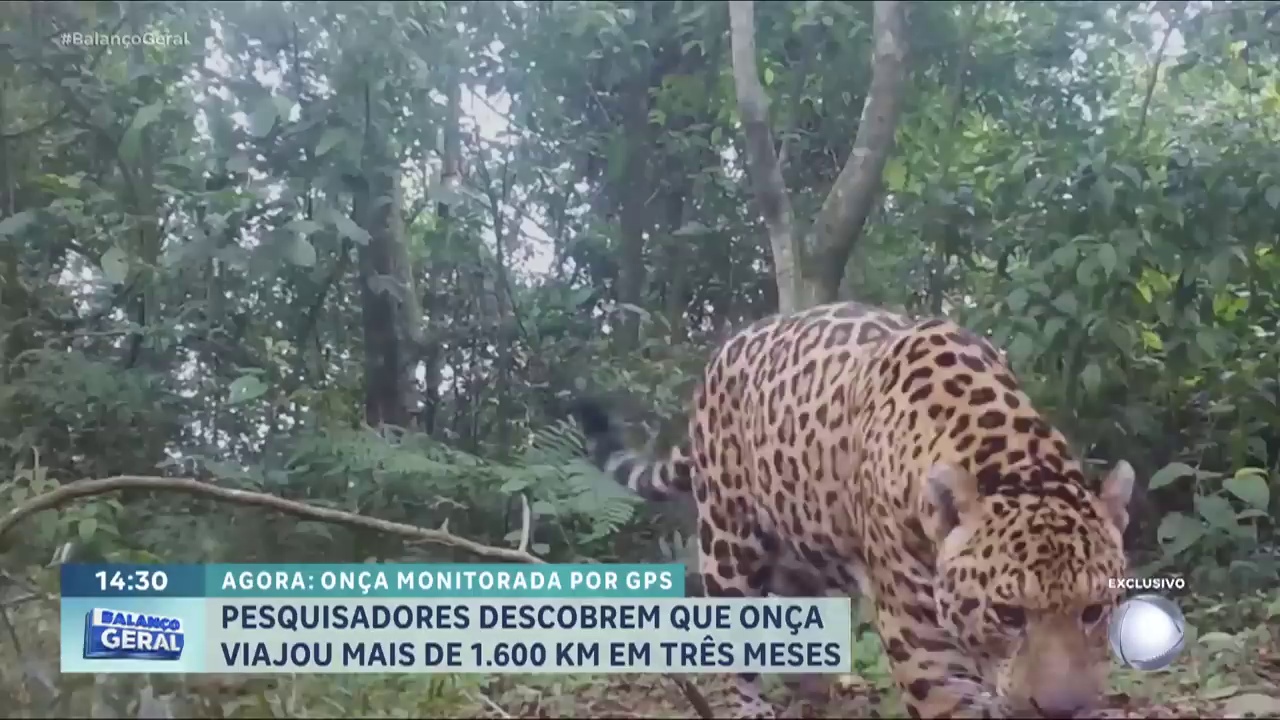 #BalançoGeral
14:30
AGORA: ONÇA MONITORADA POR GPS
BALANÇO
GERAL
PESQUISADORES DESCOBREM QUE ONÇA
VIAJOU MAIS DE 1.600 KM EM TRÊS MESES
EXCLUSIVO